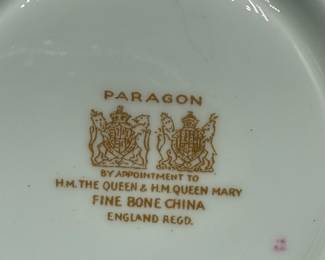 PARAGON
BY APPOINTMENT TO
H.M. THE QUEEN & H.M. QUEEN MARY
FINE BONE CHINA
ENGLAND REGD.